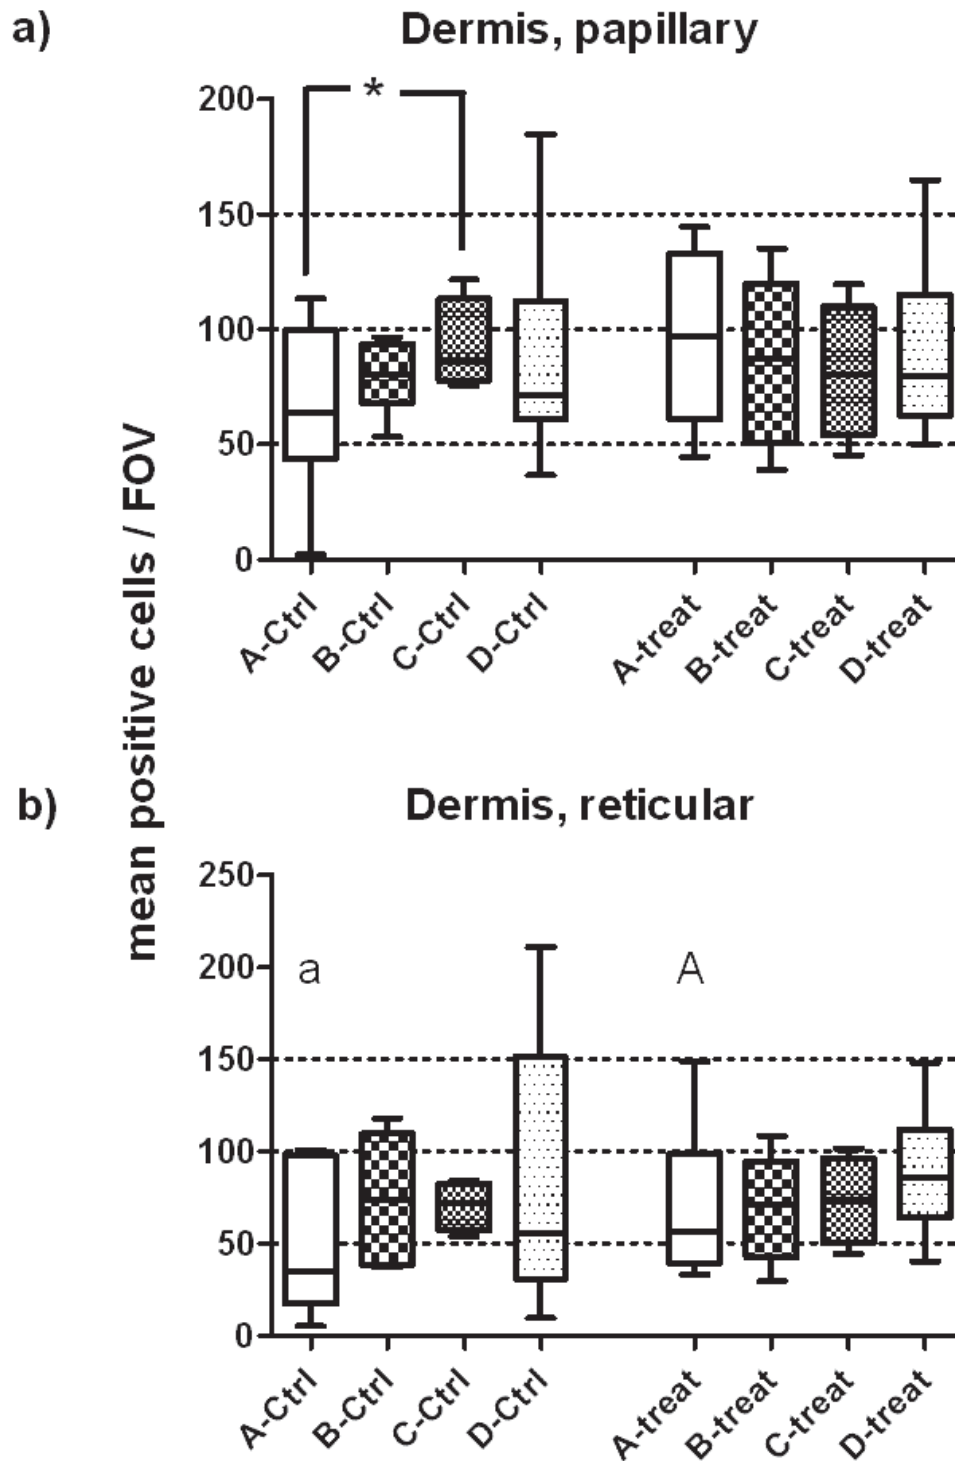 a)
Dermis, papillary
*
200
150
100
50
0
A-Ctrl
B-Ctrl
C-Ctrl
D-Ctrl
A-treat
B-treat
C-treat
D-treat
mean positive cells / FOV
b)
Dermis, reticular
250
200
150
100
50
0
a
A
A-Ctrl
B-Ctrl
C-Ctrl
D-Ctrl
A-treat
B-treat
C-treat
D-treat